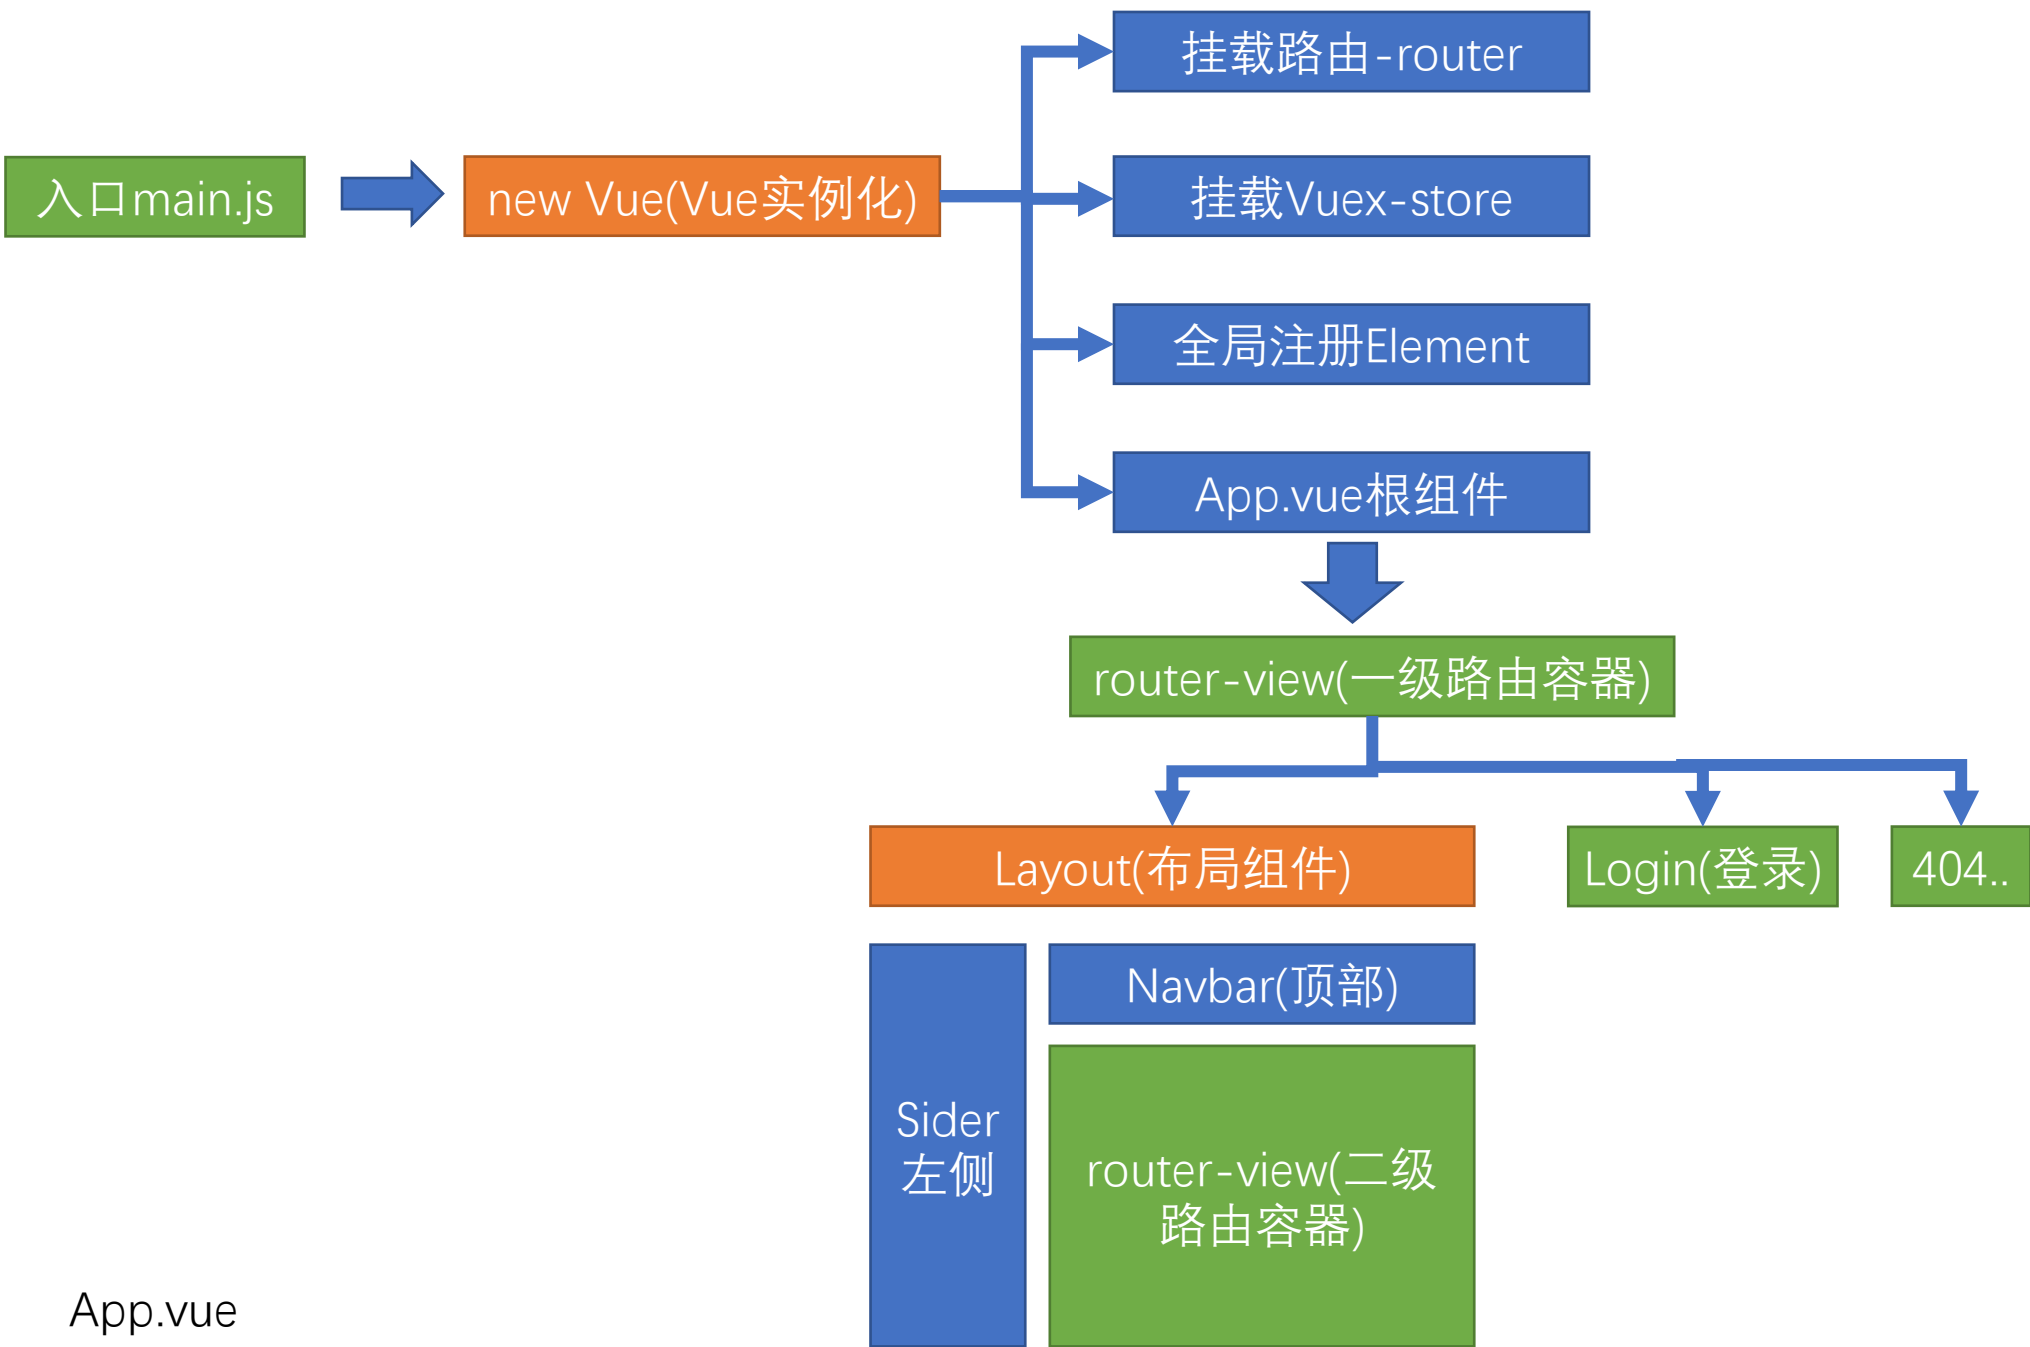 挂载路由-router
入口main.js
new Vue(Vue实例化)
挂载Vuex-store
全局注册Element
App.vue根组件
router-view(一级路由容器)
Layout(布局组件)
Login(登录)
404..
Navbar(顶部)
Sider
左侧
router-view(二级
路由容器)
App.vue